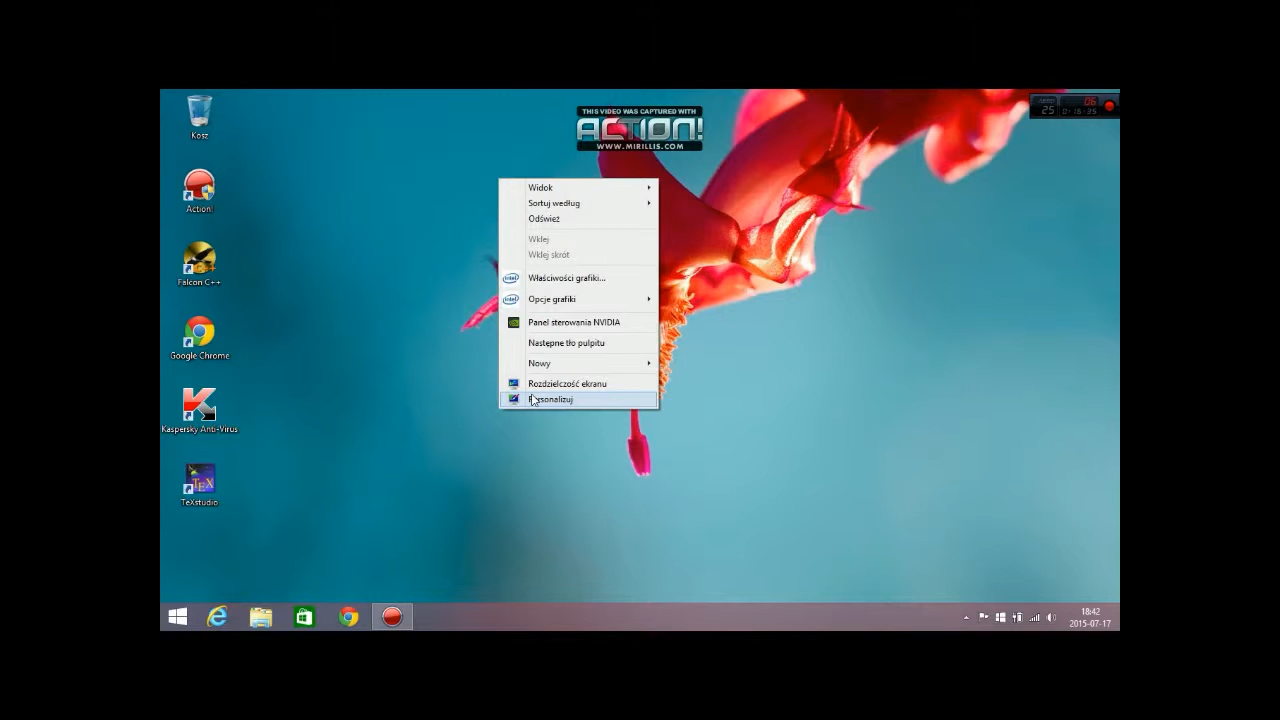 THIS VIDEO WAS CAPTURED WITH
ACTION!
WWW.MIRILLIS.COM
25
06
Kosz
Action!
Falcon C++
Google Chrome
Kaspersky Anti-Virus
TeXstudio
Widok
Sortuj według
Odśwież
Wklej
Wklej skrót
Właściwości grafiki...
Opcje grafiki
Panel sterowania NVIDIA
Następne tło pulpitu
Nowy
Rozdzielczość ekranu
Personalizuj
18:42
2015-07-17